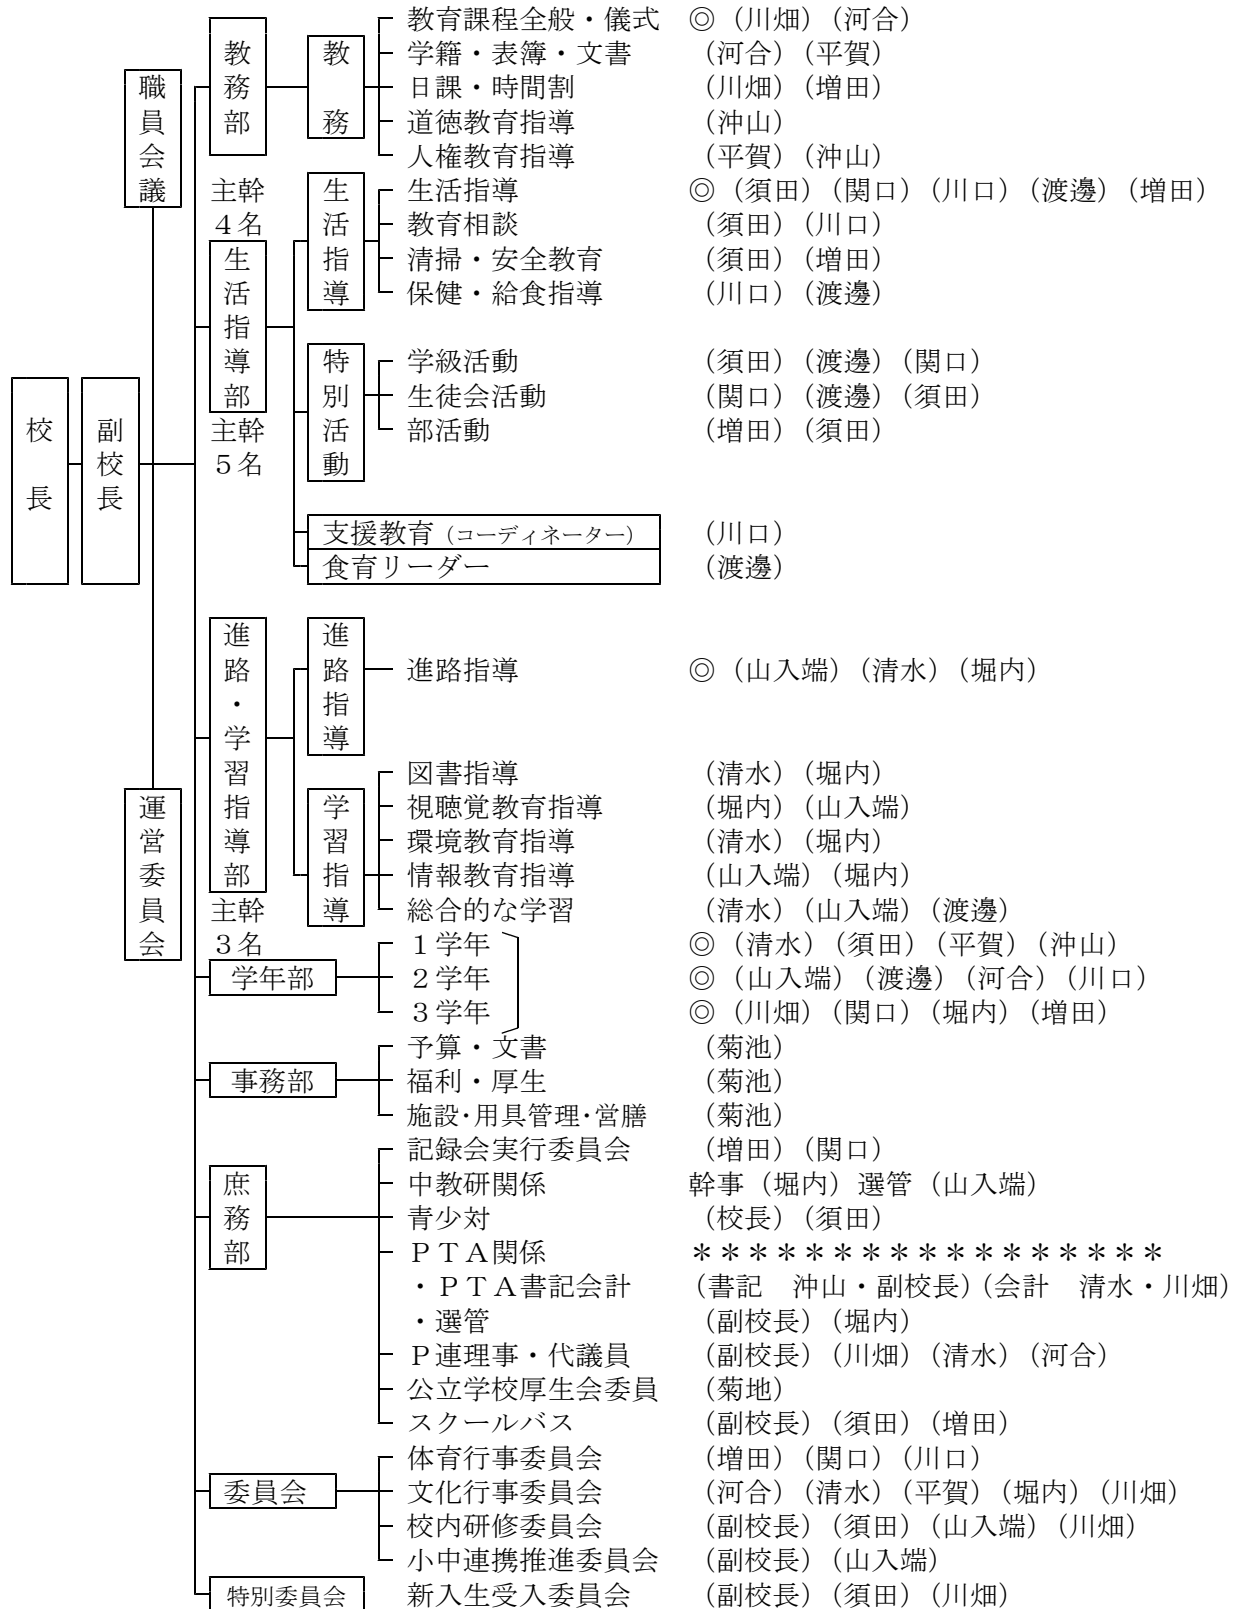 校長
副校長
職員会議
運営委員会
教務部
主幹
4名
教務
教育課程全般・儀式 ◎（川畑）（河合）
学籍・表簿・文書 （河合）（平賀）
日課・時間割 （川畑）（増田）
道徳教育指導 （沖山）
人権教育指導 （平賀）（沖山）
生活指導部
主幹
5名
生活指導
生活指導 ◎（須田）（関口）（川口）（渡邊）（増田）
教育相談 （須田）（川口）
清掃・安全教育 （須田）（増田）
保健・給食指導 （川口）（渡邊）
特別活動
学級活動 （須田）（渡邊）（関口）
生徒会活動 （関口）（渡邊）（須田）
部活動 （増田）（須田）
支援教育（コーディネーター） （川口）
食育リーダー （渡邊）
進路・学習指導部
主幹
3名
進路指導
進路指導 ◎（山入端）（清水）（堀内）
学習指導
図書指導 （清水）（堀内）
視聴覚教育指導 （堀内）（山入端）
環境教育指導 （清水）（堀内）
情報教育指導 （山入端）（堀内）
総合的な学習 （清水）（山入端）（渡邊）
学年部
1学年 ◎（清水）（須田）（平賀）（沖山）
2学年 ◎（山入端）（渡邊）（河合）（川口）
3学年 ◎（川畑）（関口）（堀内）（増田）
事務部
予算・文書 （菊池）
福利・厚生 （菊池）
施設・用具管理・営膳 （菊池）
庶務部
記録会実行委員会 （増田）（関口）
中教研関係 幹事（堀内）選管（山入端）
青少対 （校長）（須田）
ＰＴＡ関係 ＊＊＊＊＊＊＊＊＊＊＊＊＊＊＊＊＊
・ＰＴＡ書記会計 （書記　沖山・副校長）（会計　清水・川畑）
・選管 （副校長）（堀内）
Ｐ連理事・代議員 （副校長）（川畑）（清水）（河合）
公立学校厚生会委員 （菊地）
スクールバス （副校長）（須田）（増田）
委員会
体育行事委員会 （増田）（関口）（川口）
文化行事委員会 （河合）（清水）（平賀）（堀内）（川畑）
校内研修委員会 （副校長）（須田）（山入端）（川畑）
小中連携推進委員会 （副校長）（山入端）
特別委員会
新入生受入委員会 （副校長）（須田）（川畑）